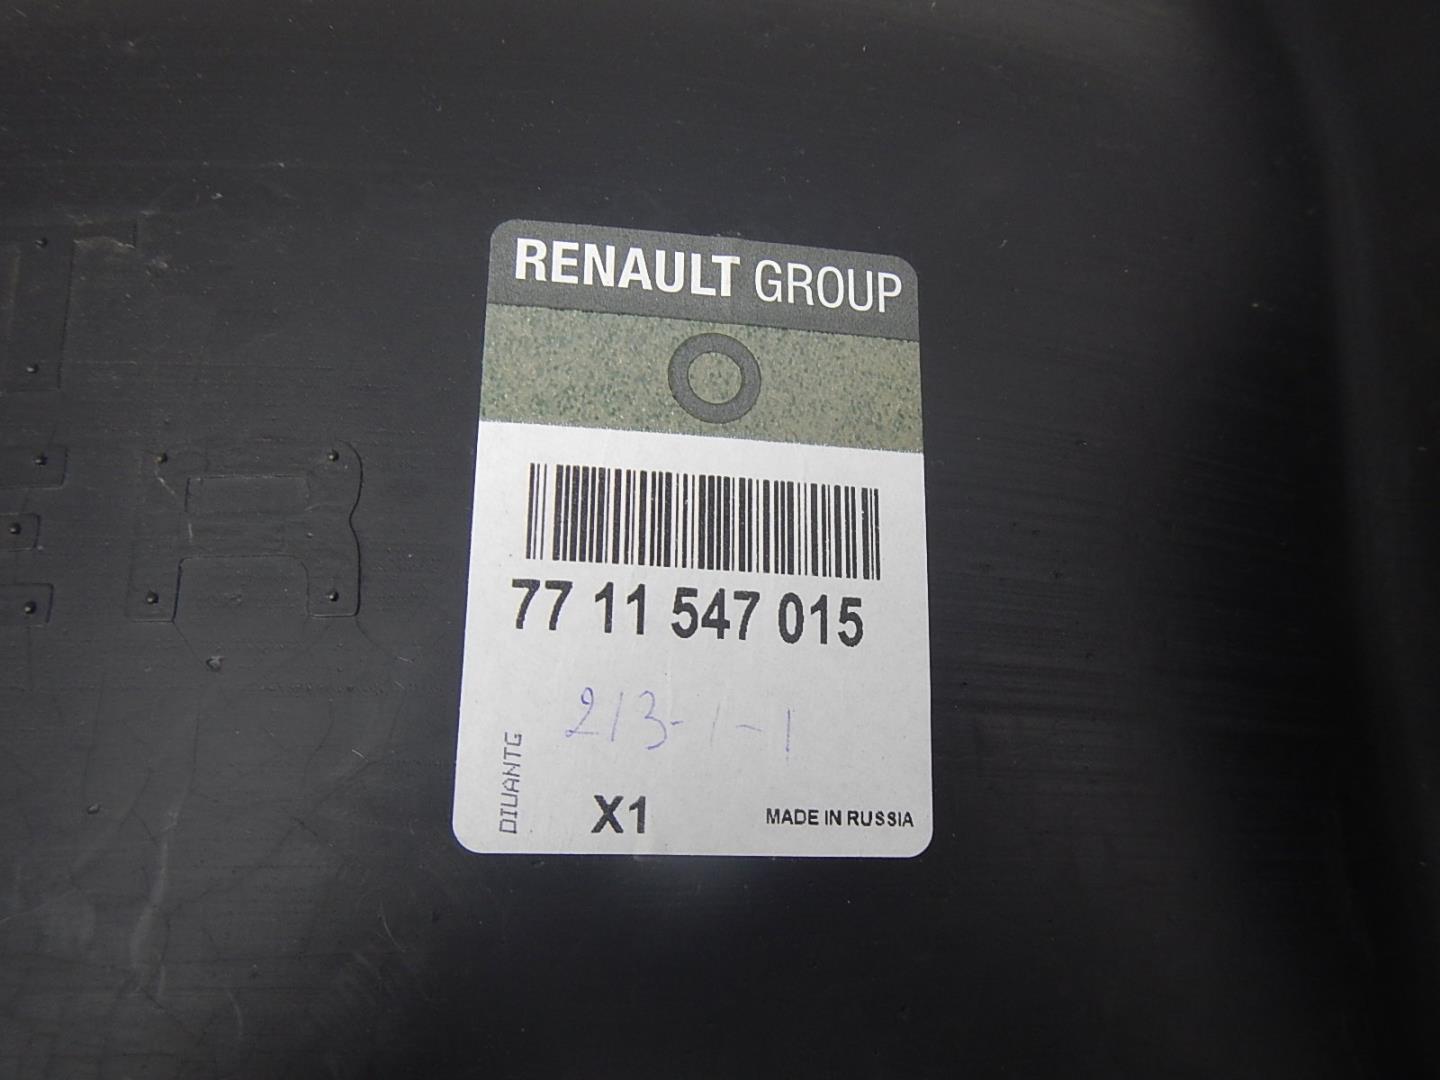 RENAULT GROUP
77 11 547 015
213-1-1
DIUANTG
X1
MADE IN RUSSIA